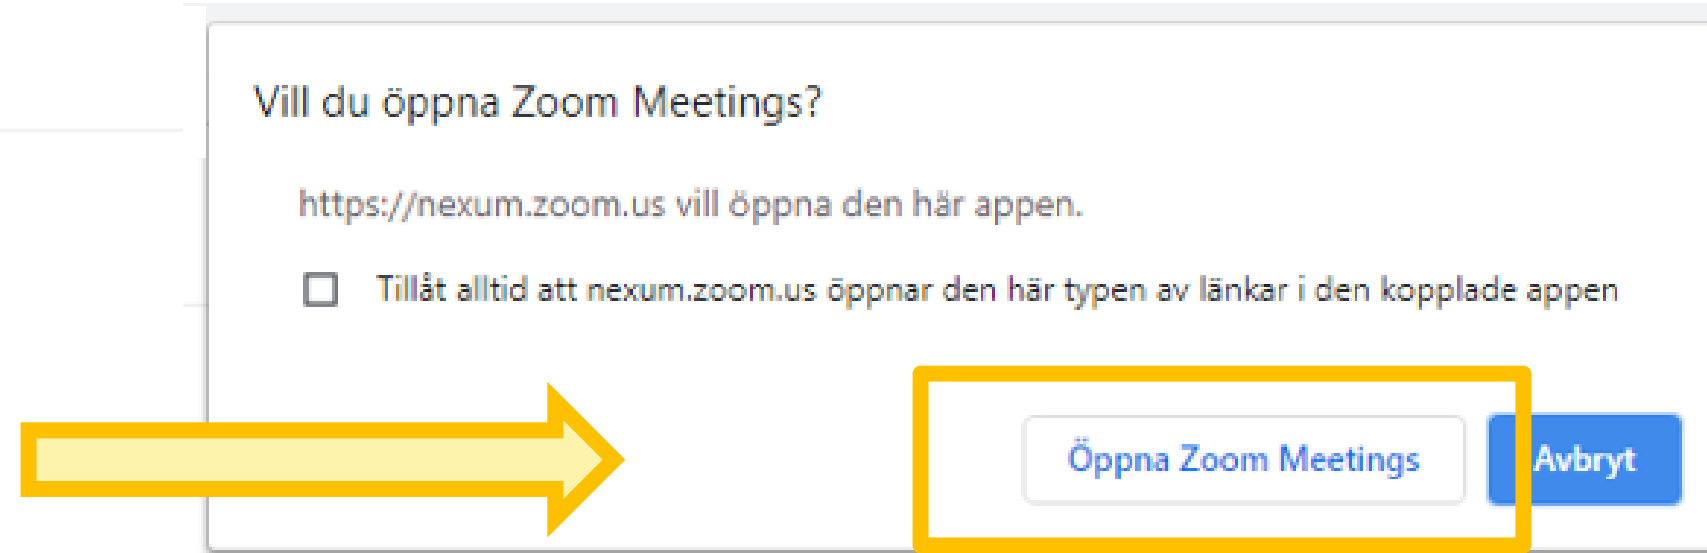 Vill du öppna Zoom Meetings?
https://nexum.zoom.us vill öppna den här appen.
Tillåt alltid att nexum.zoom.us öppnar den här typen av länkar i den kopplade appen
Öppna Zoom Meetings
Avbryt